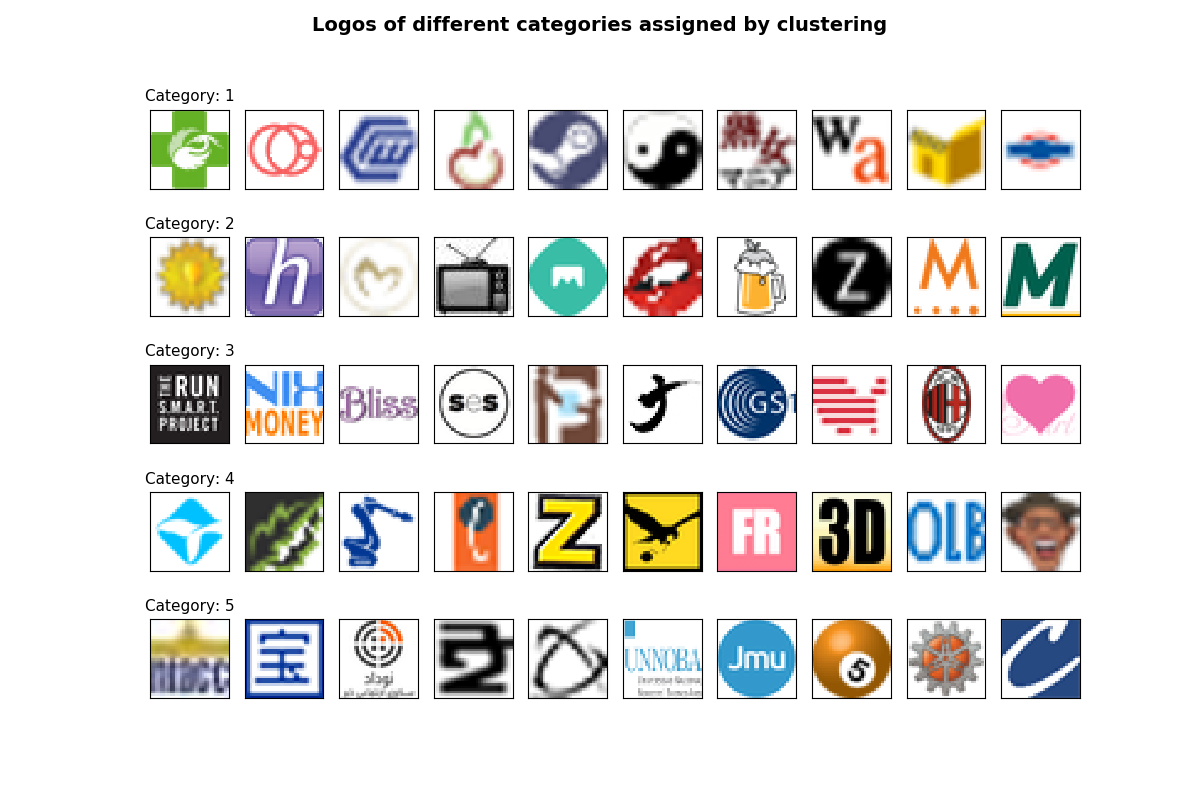 Logos of different categories assigned by clustering
Category: 1
W
a
Category: 2
h
Z
M
M
Category: 3
THE RUN
S.M.A.R.T.
PROJECT
NIX
MONEY
Bliss
ses
GS1
Category: 4
Z
FR
3D
OLB
Category: 5
宝
نوداد
UNNOBA
Jmu
5
C